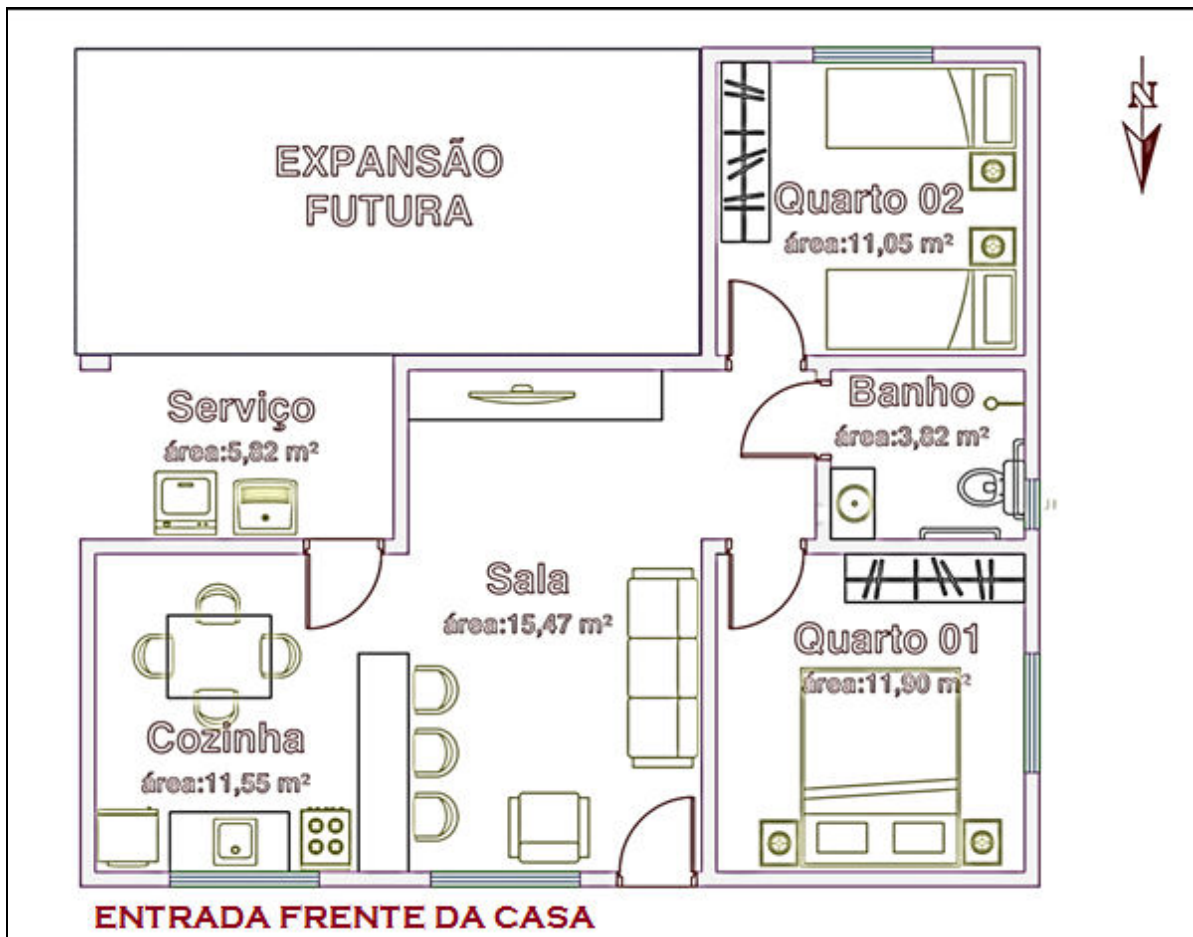 EXPANSÃO
FUTURA
N
Quarto 02
área:11,05 m²
Serviço
área:5,82 m²
Banho
área:3,82 m²
Sala
área:15,47 m²
Quarto 01
área:11,90 m²
Cozinha
área:11,55 m²
ENTRADA FRENTE DA CASA